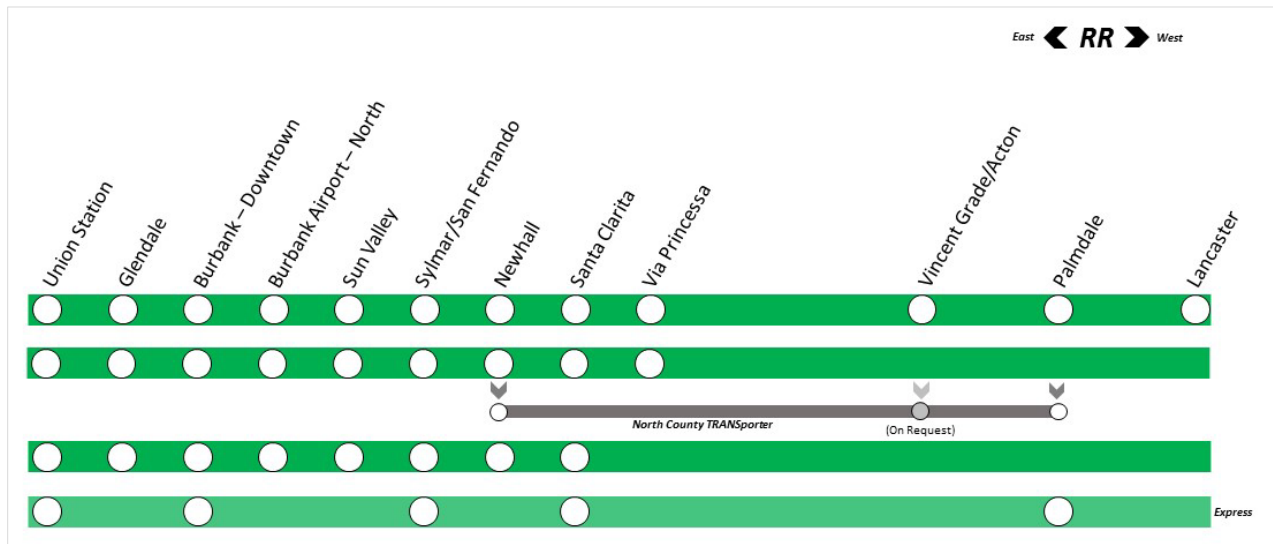 East RR West
Union Station
Glendale
Burbank – Downtown
Burbank Airport – North
Sun Valley
Sylmar/San Fernando
Newhall
Santa Clarita
Via Princessa
Vincent Grade/Acton
Palmdale
Lancaster
North County TRANSporter
(On Request)
Express